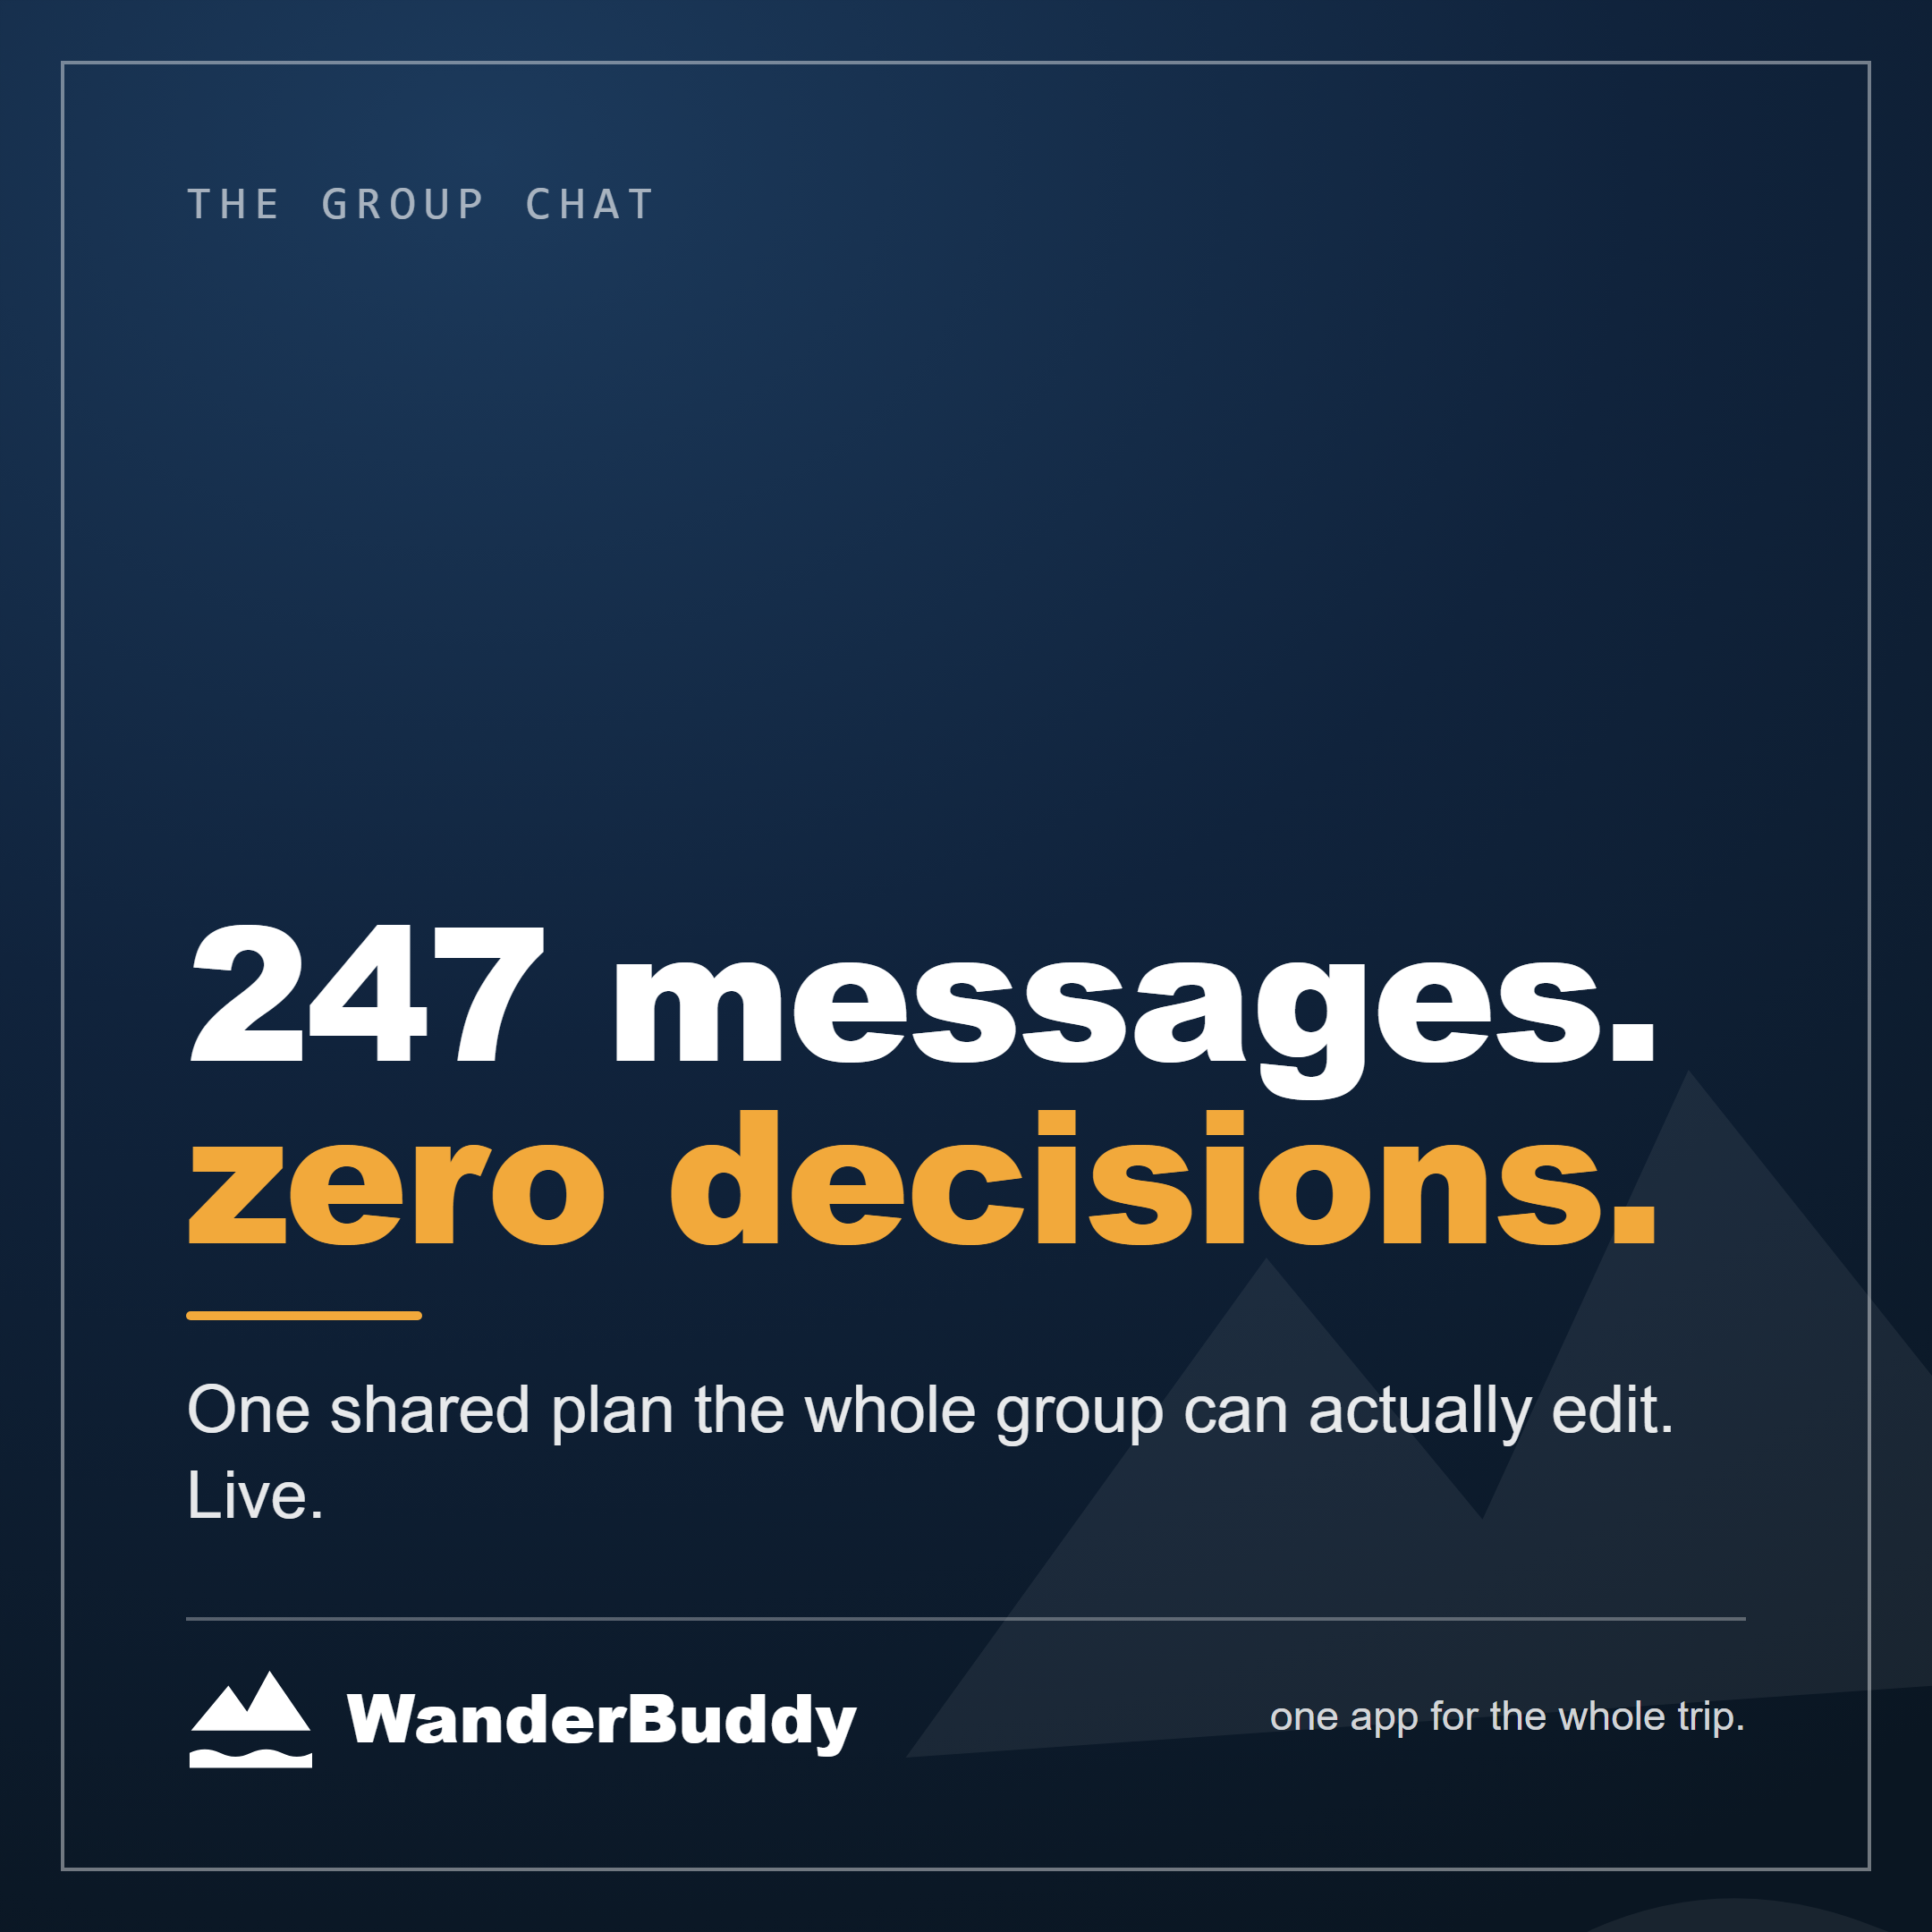 THE GROUP CHAT
247 messages.
zero decisions.
One shared plan the whole group can actually edit.
Live.
WanderBuddy
one app for the whole trip.